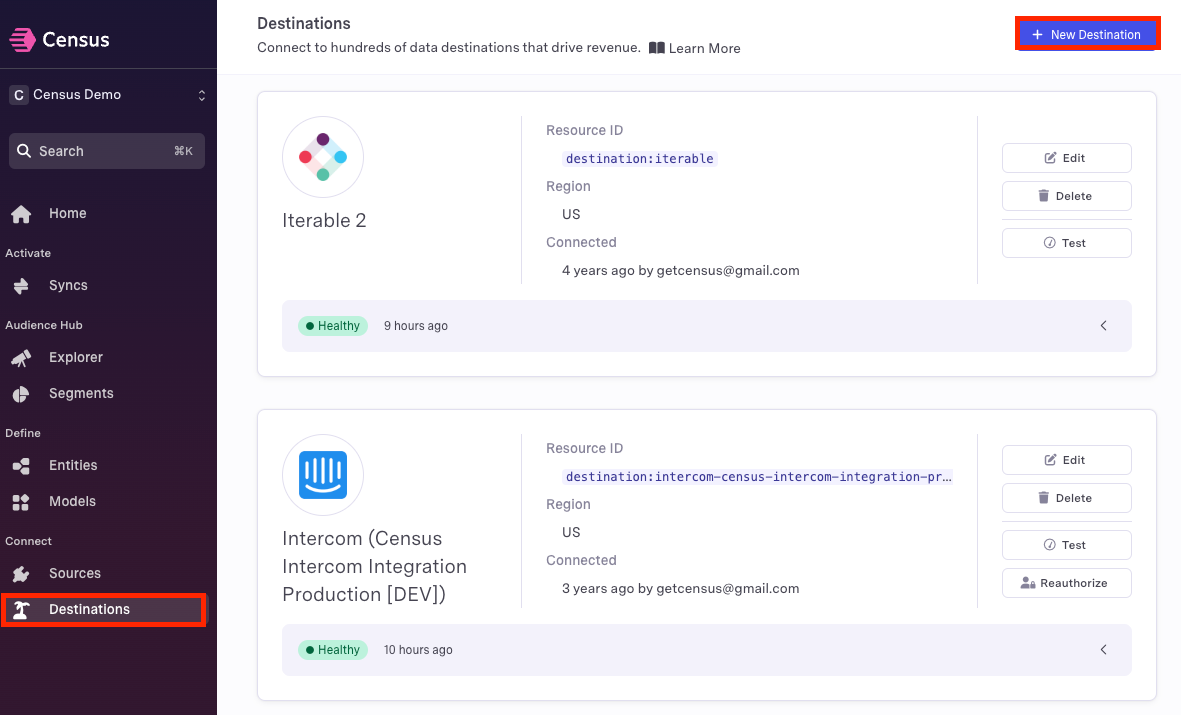 Census
C Census Demo
Search ⌘K
Home
Activate
Syncs
Audience Hub
Explorer
Segments
Define
Entities
Models
Connect
Sources
Destinations
Destinations
Connect to hundreds of data destinations that drive revenue. Learn More
+ New Destination
Iterable 2
Resource ID
destination:iterable
Region
US
Connected
4 years ago by getcensus@gmail.com
Edit
Delete
Test
Healthy 9 hours ago
Intercom (Census
Intercom Integration
Production [DEV])
Resource ID
destination:intercom-census-intercom-integration-pr…
Region
US
Connected
3 years ago by getcensus@gmail.com
Edit
Delete
Test
Reauthorize
Healthy 10 hours ago